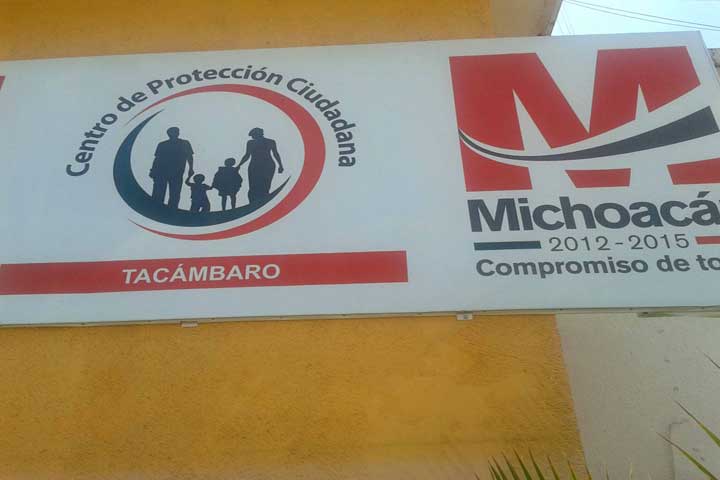 Centro de Protección Ciudadana
TACÁMBARO
M
Michoacá
2012-2015
Compromiso de to